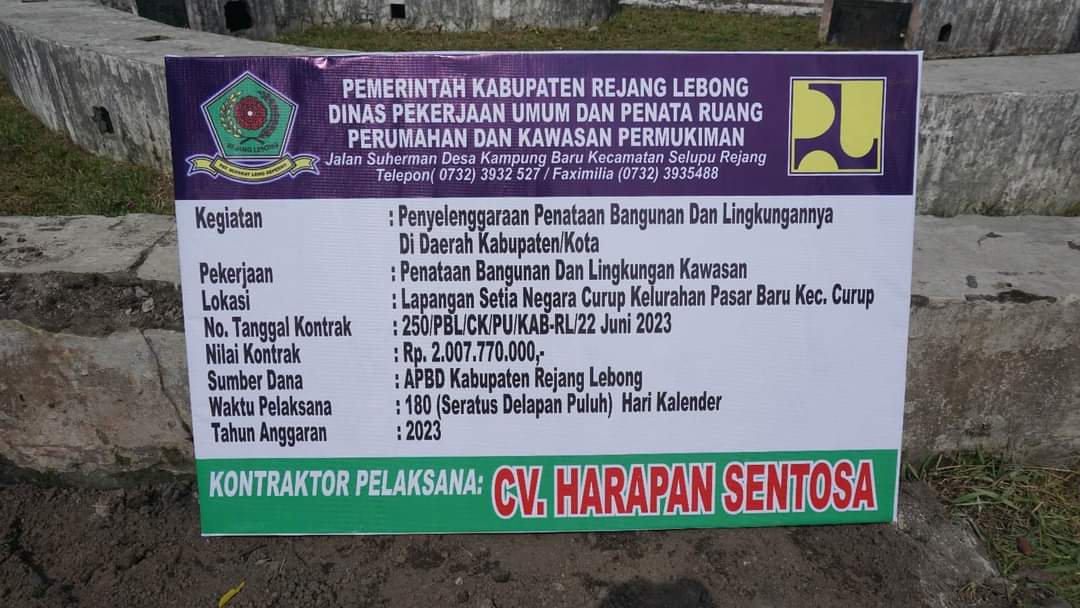 PEMERINTAH KABUPATEN REJANG LEBONG
DINAS PEKERJAAN UMUM DAN PENATA RUANG
PERUMAHAN DAN KAWASAN PERMUKIMAN
Jalan Suherman Desa Kampung Baru Kecamatan Selupu Rejang
Telepon( 0732) 3932 527 / Faximilia (0732) 3935488
REJANG LEBONG
Kegiatan : Penyelenggaraan Penataan Bangunan Dan Lingkungannya
Di Daerah Kabupaten/Kota
Pekerjaan : Penataan Bangunan Dan Lingkungan Kawasan
Lokasi : Lapangan Setia Negara Curup Kelurahan Pasar Baru Kec. Curup
No. Tanggal Kontrak : 250/PBL/CK/PU/KAB-RL/22 Juni 2023
Nilai Kontrak : Rp. 2.007.770.000,-
Sumber Dana : APBD Kabupaten Rejang Lebong
Waktu Pelaksana : 180 (Seratus Delapan Puluh) Hari Kalender
Tahun Anggaran : 2023
KONTRAKTOR PELAKSANA: CV. HARAPAN SENTOSA